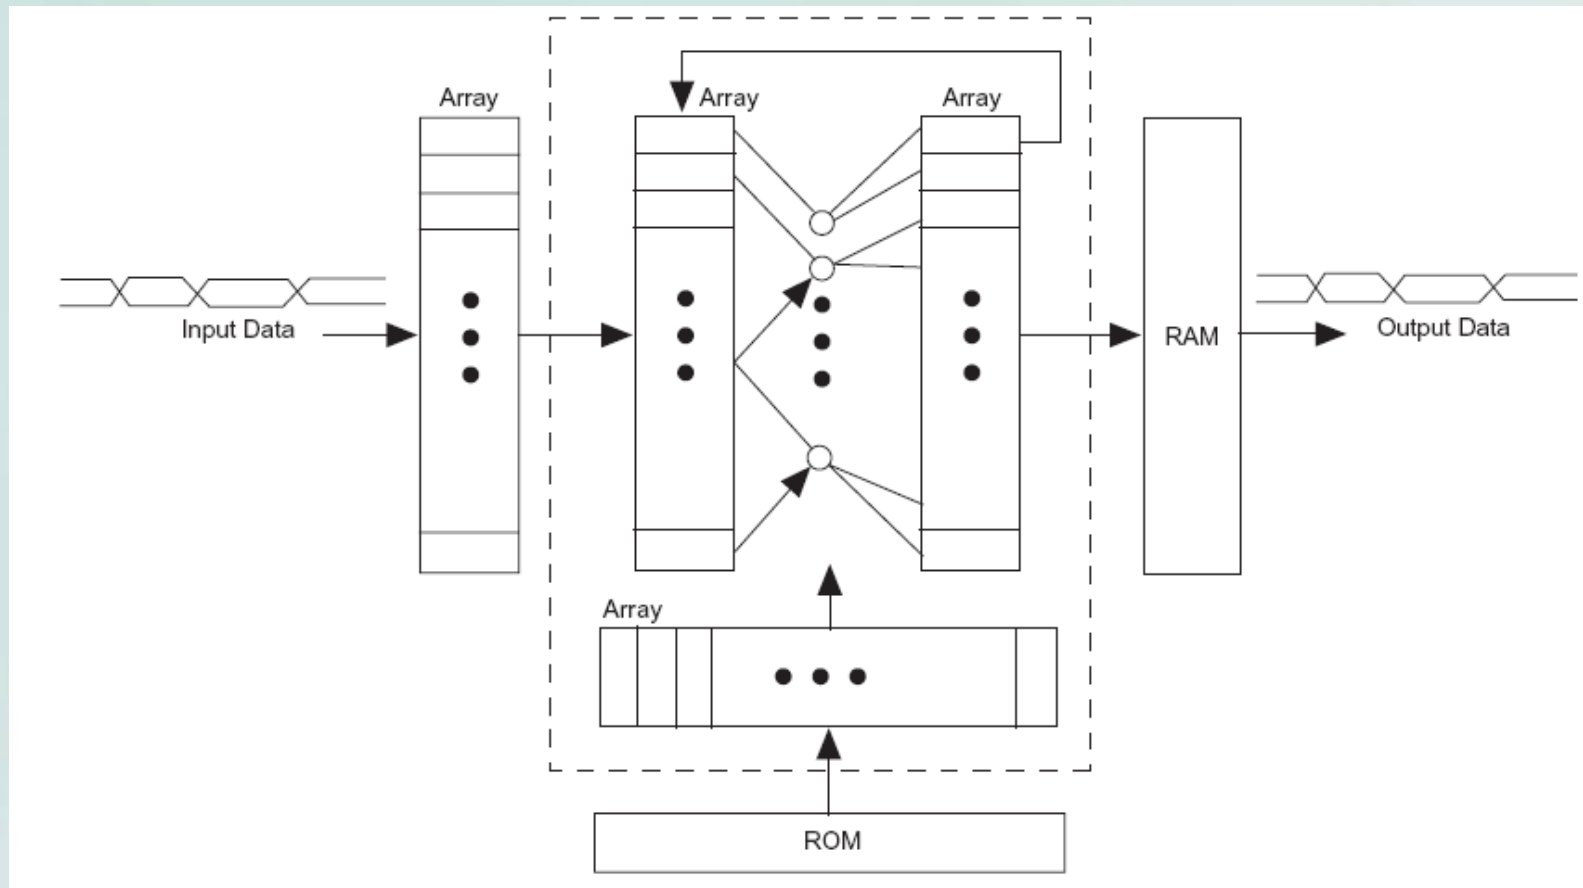 Array
Array
Array
Input Data
RAM
Output Data
Array
ROM